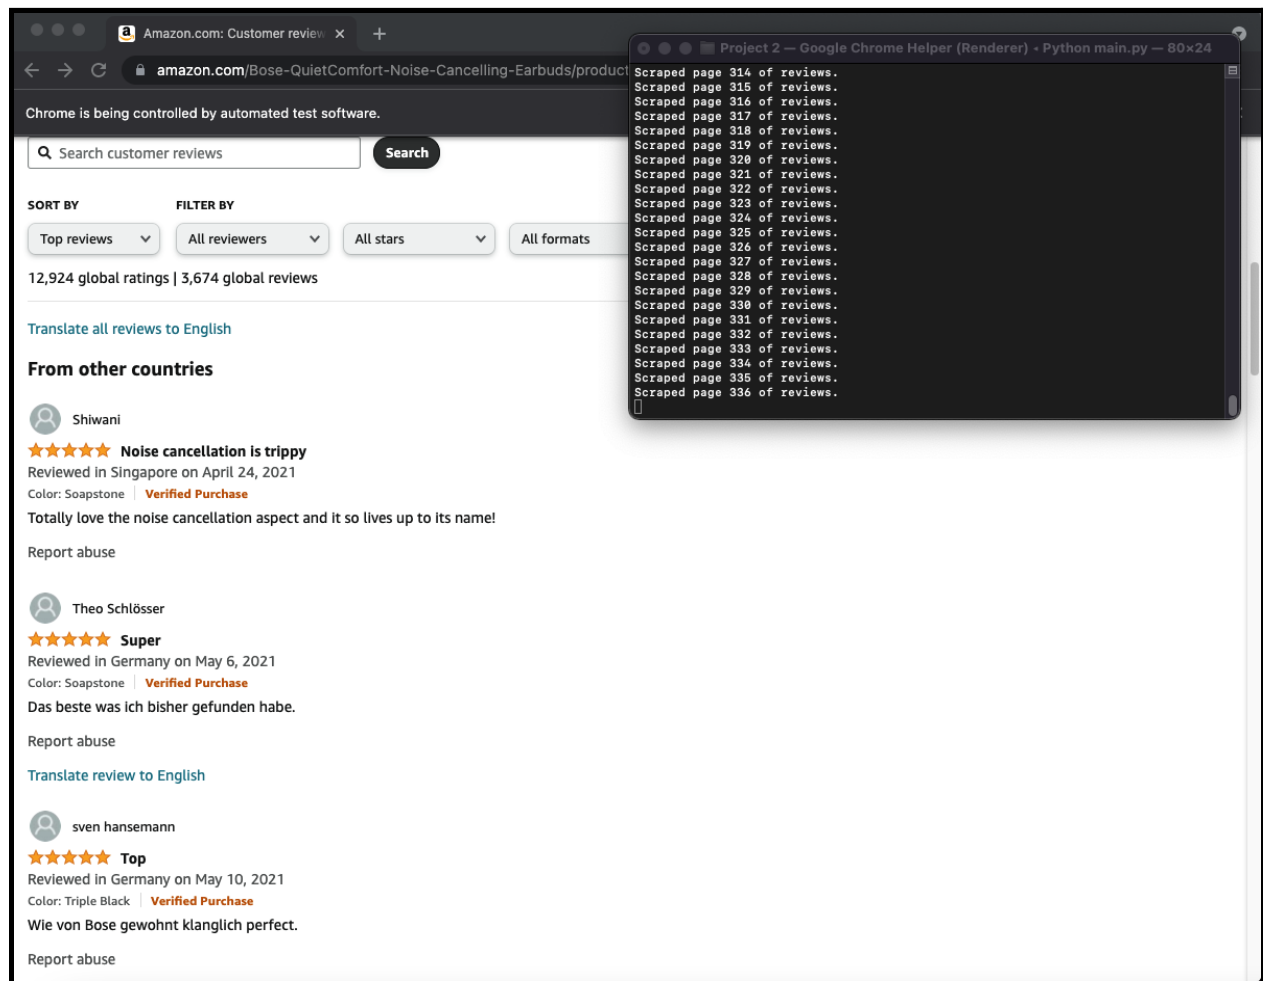 Amazon.com: Customer review
amazon.com/Bose-QuietComfort-Noise-Cancelling-Earbuds/product
Chrome is being controlled by automated test software.
Search customer reviews
Search
SORT BY
FILTER BY
Top reviews
All reviewers
All stars
All formats
12,924 global ratings | 3,674 global reviews
Translate all reviews to English
From other countries
Shiwani
Noise cancellation is trippy
Reviewed in Singapore on April 24, 2021
Color: Soapstone | Verified Purchase
Totally love the noise cancellation aspect and it so lives up to its name!
Report abuse
Theo Schlösser
Super
Reviewed in Germany on May 6, 2021
Color: Soapstone | Verified Purchase
Das beste was ich bisher gefunden habe.
Report abuse
Translate review to English
sven hansemann
Top
Reviewed in Germany on May 10, 2021
Color: Triple Black | Verified Purchase
Wie von Bose gewohnt klanglich perfect.
Report abuse
Project 2 — Google Chrome Helper (Renderer) • Python main.py — 80×24
Scraped page 314 of reviews.
Scraped page 315 of reviews.
Scraped page 316 of reviews.
Scraped page 317 of reviews.
Scraped page 318 of reviews.
Scraped page 319 of reviews.
Scraped page 320 of reviews.
Scraped page 321 of reviews.
Scraped page 322 of reviews.
Scraped page 323 of reviews.
Scraped page 324 of reviews.
Scraped page 325 of reviews.
Scraped page 326 of reviews.
Scraped page 327 of reviews.
Scraped page 328 of reviews.
Scraped page 329 of reviews.
Scraped page 330 of reviews.
Scraped page 331 of reviews.
Scraped page 332 of reviews.
Scraped page 333 of reviews.
Scraped page 334 of reviews.
Scraped page 335 of reviews.
Scraped page 336 of reviews.